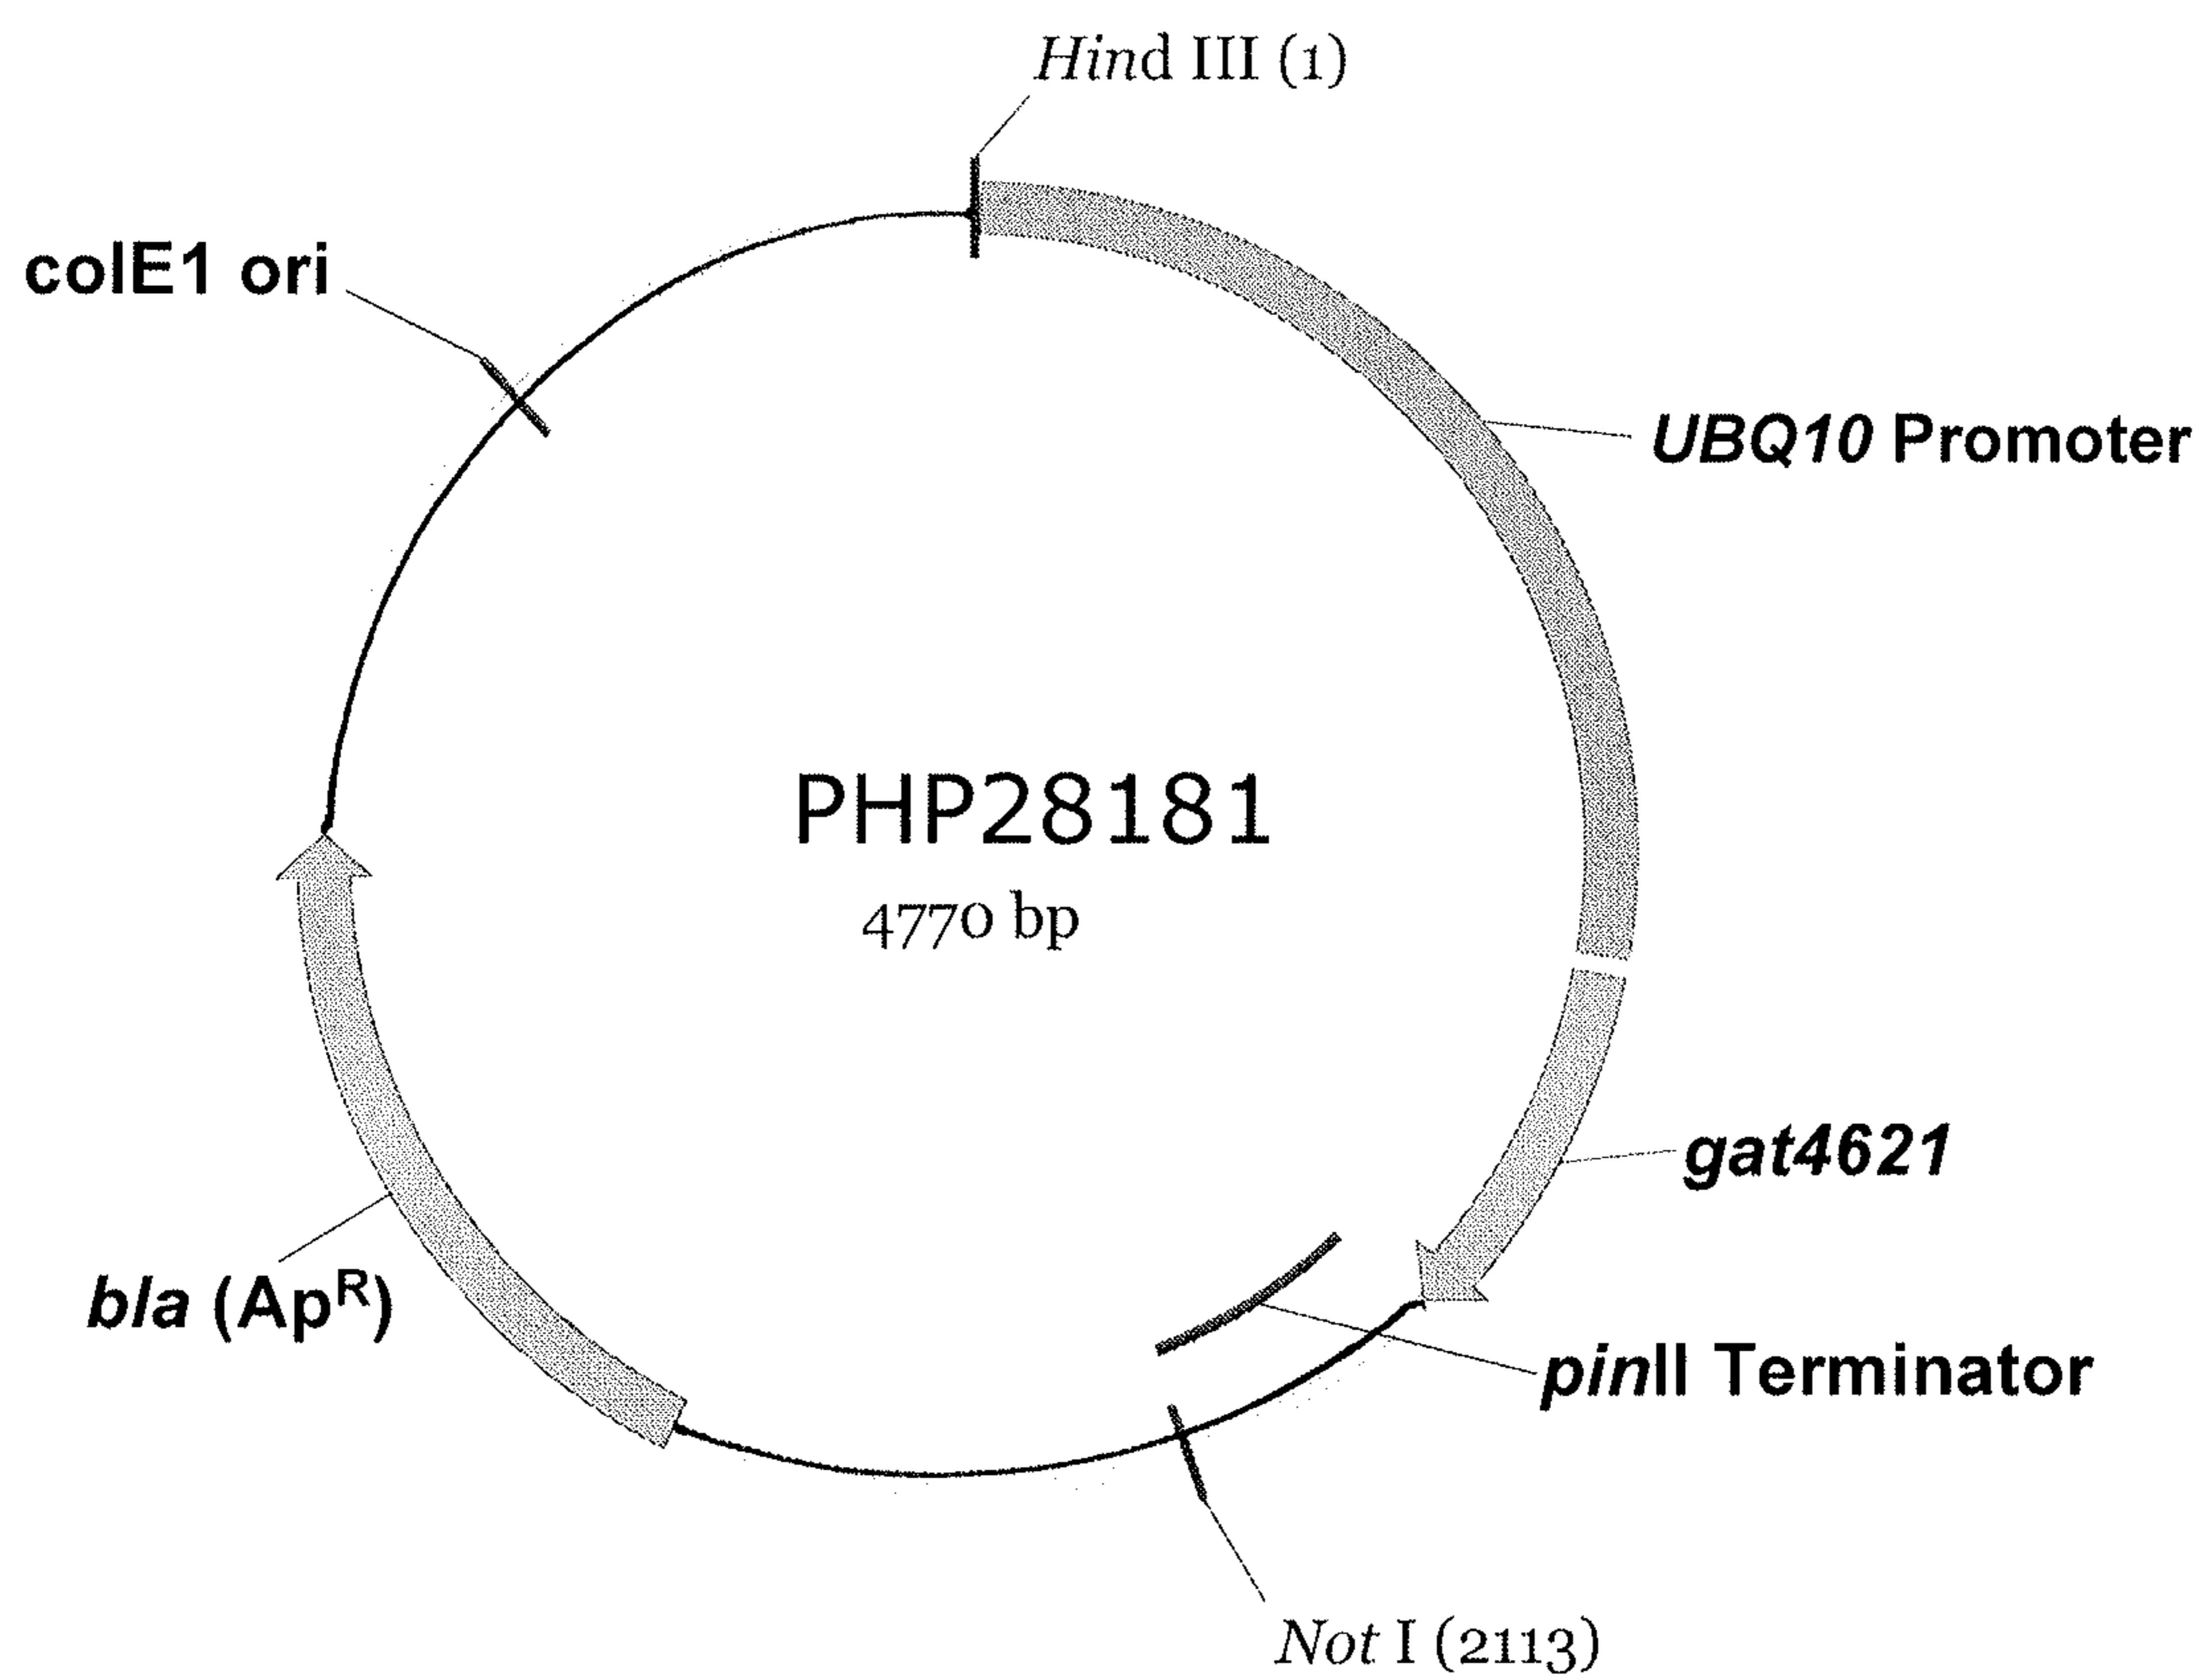 Hind III (1)
colE1 ori
UBQ10 Promoter
PHP28181
4770 bp
gat4621
bla (ApR)
pinII Terminator
Not I (2113)